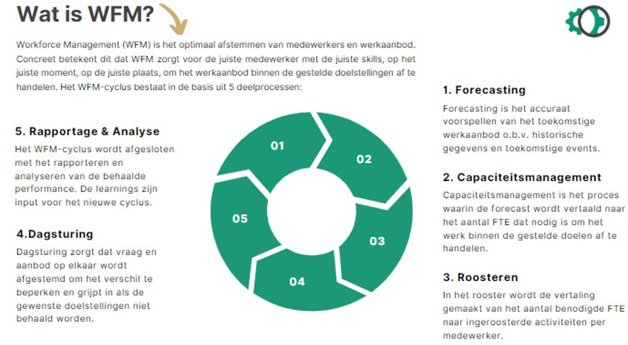 Wat is WFM?
Workforce Management (WFM) is het optimaal afstemmen van medewerkers en werkaanbod.
Concreet betekent dit dat WFM zorgt voor de juiste medewerker met de juiste skills, op het
juiste moment, op de juiste plaats, om het werkaanbod binnen de gestelde doelstellingen af te
handelen. Het WFM-cyclus bestaat in de basis uit 5 deelprocessen:
1. Forecasting
Forecasting is het accuraat
voorspellen van het toekomstige
werkaanbod o.b.v. historische
gegevens en toekomstige events.
2. Capaciteitsmanagement
Capaciteitsmanagement is het proces
waarin de forecast wordt vertaald naar
het aantal FTE dat nodig is om het
werk binnen de gestelde doelen af te
handelen.
3. Roosteren
In het rooster wordt de vertaling
gemaakt van het aantal benodigde FTE
naar ingeroosterde activiteiten per
medewerker.
4.Dagsturing
Dagsturing zorgt dat vraag en
aanbod op elkaar wordt
afgestemd om het verschil te
beperken en grijpt in als de
gewenste doelstellingen niet
behaald worden.
5. Rapportage & Analyse
Het WFM-cyclus wordt afgesloten
met het rapporteren en
analyseren van de behaalde
performance. De learnings zijn
input voor het nieuwe cyclus.
01
02
03
04
05